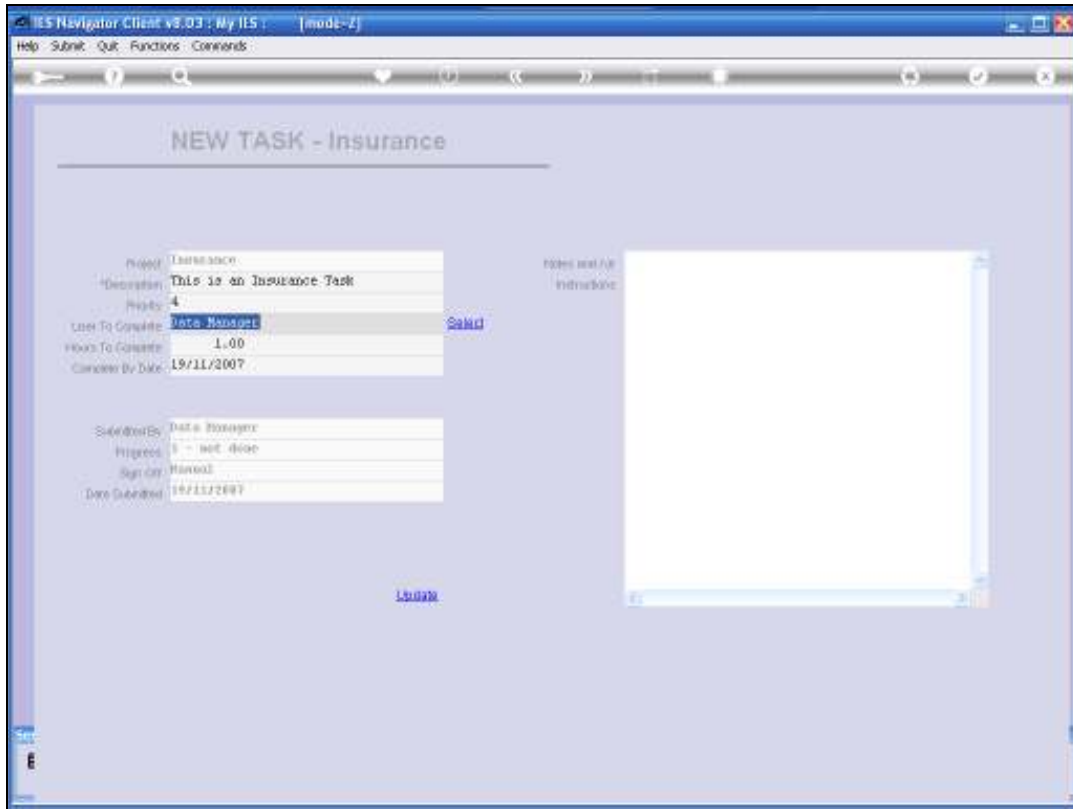 IES Navigator Client v8.03 : My IES : [mode-Z]
Help Submit Quit Functions Commands
NEW TASK - Insurance
Project Insurance
*Description This is an Insurance Task
Priority 4
User To Complete Data Manager Select
Hours To Complete 1.00
Complete By Date 19/11/2007
Notes and / or
Instructions
Submitted By Data Manager
Progress 5 - not done
Sign Off Manual
Date Submitted 19/11/2007
Update